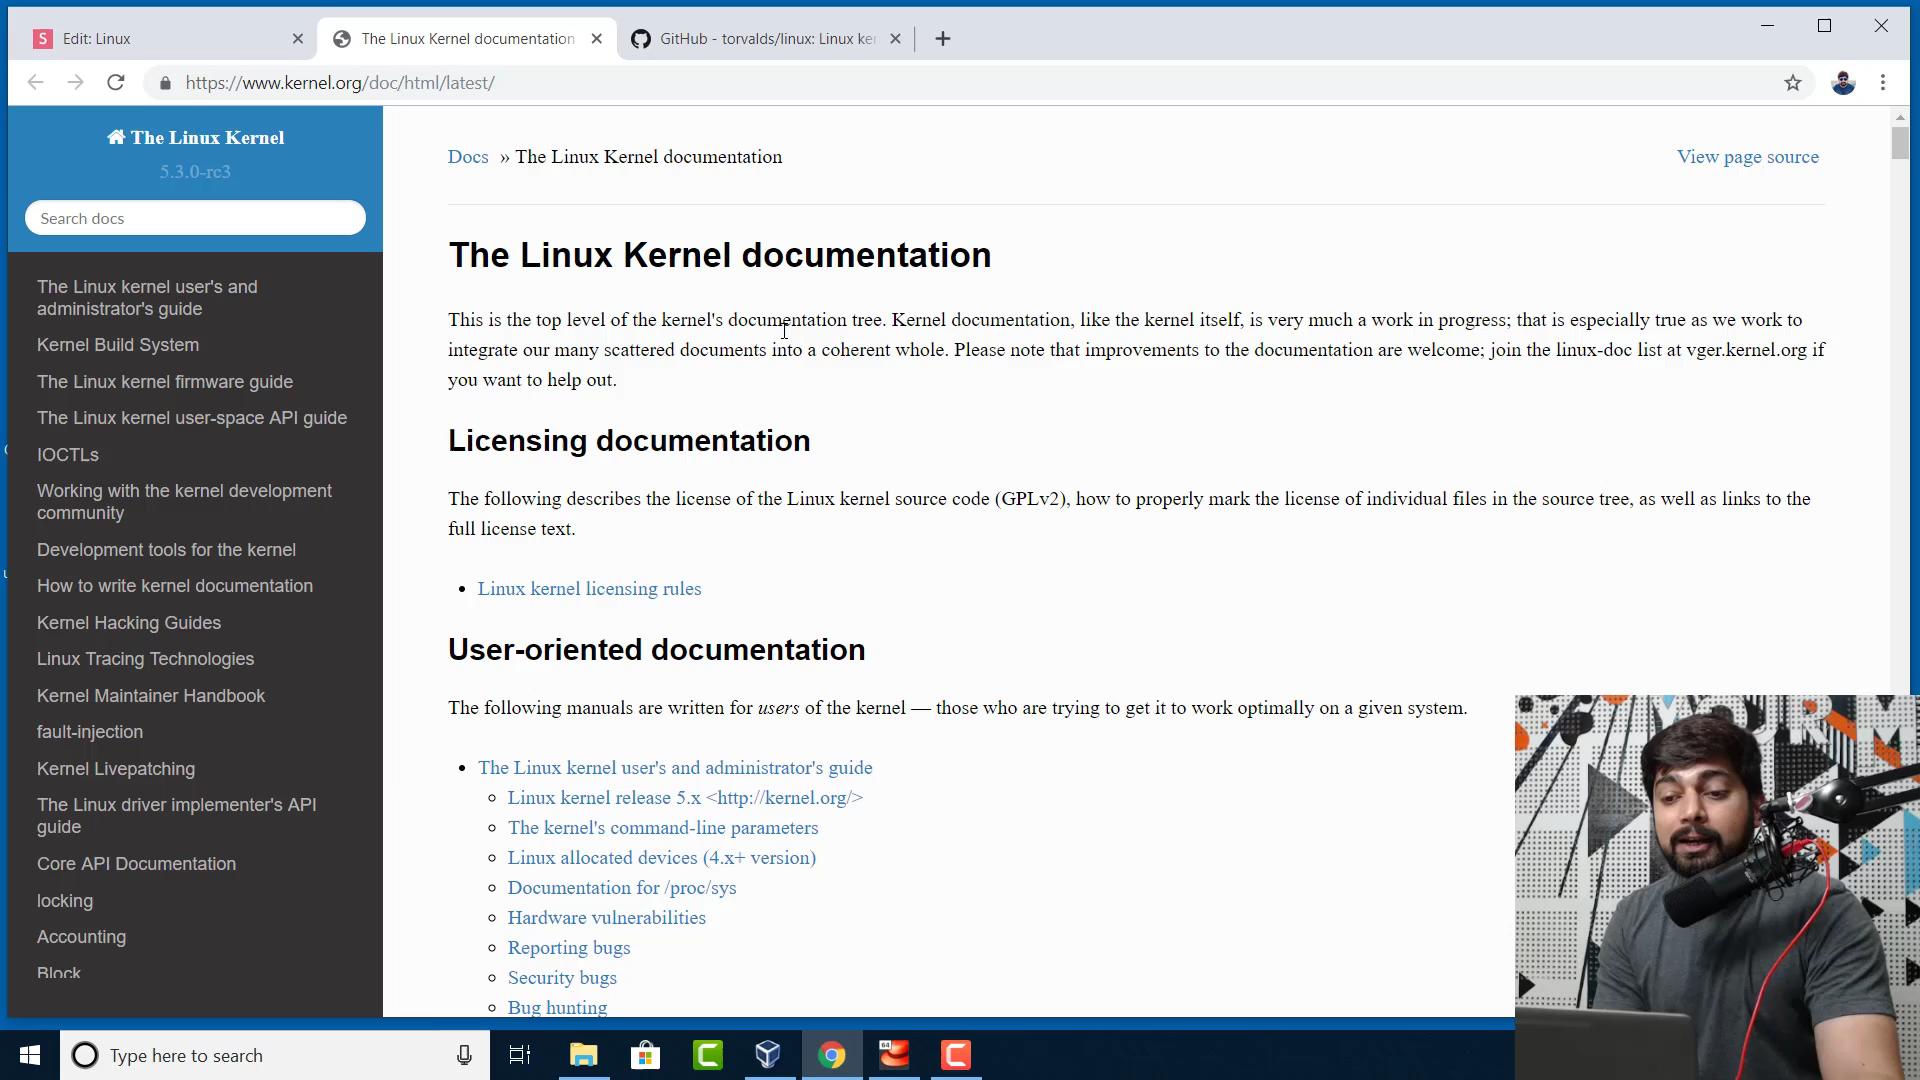 S Edit: Linux
The Linux Kernel documentation
GitHub - torvalds/linux: Linux ker
https://www.kernel.org/doc/html/latest/
The Linux Kernel
5.3.0-rc3
Search docs
The Linux kernel user's and
administrator's guide
Kernel Build System
The Linux kernel firmware guide
The Linux kernel user-space API guide
IOCTLs
Working with the kernel development
community
Development tools for the kernel
How to write kernel documentation
Kernel Hacking Guides
Linux Tracing Technologies
Kernel Maintainer Handbook
fault-injection
Kernel Livepatching
The Linux driver implementer's API
guide
Core API Documentation
locking
Accounting
Block
Docs » The Linux Kernel documentation
View page source
The Linux Kernel documentation
This is the top level of the kernel's documentation tree. Kernel documentation, like the kernel itself, is very much a work in progress; that is especially true as we work to
integrate our many scattered documents into a coherent whole. Please note that improvements to the documentation are welcome; join the linux-doc list at vger.kernel.org if
you want to help out.
Licensing documentation
The following describes the license of the Linux kernel source code (GPLv2), how to properly mark the license of individual files in the source tree, as well as links to the
full license text.
Linux kernel licensing rules
User-oriented documentation
The following manuals are written for users of the kernel — those who are trying to get it to work optimally on a given system.
The Linux kernel user's and administrator's guide
Linux kernel release 5.x <http://kernel.org/>
The kernel's command-line parameters
Linux allocated devices (4.x+ version)
Documentation for /proc/sys
Hardware vulnerabilities
Reporting bugs
Security bugs
Bug hunting
Type here to search
64